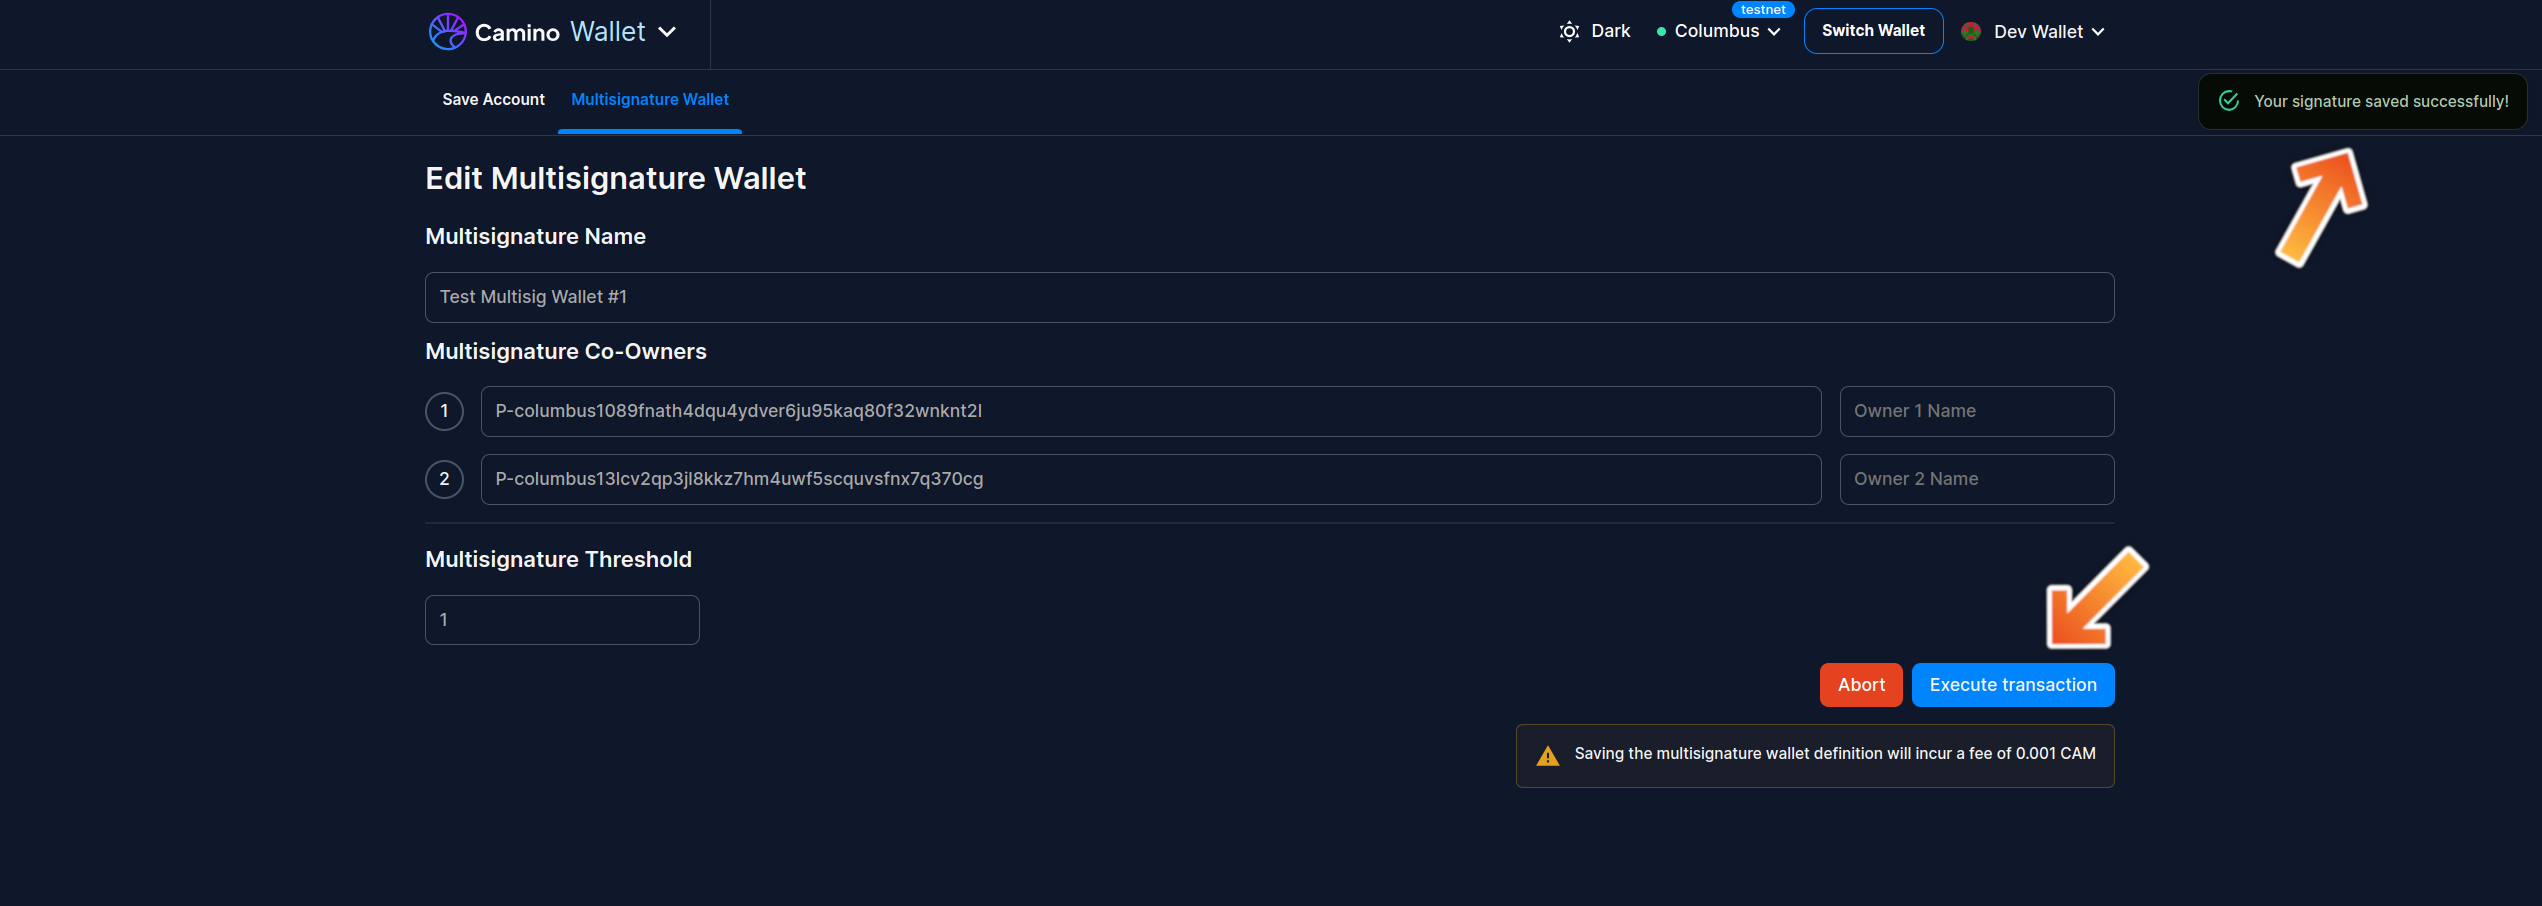 Camino Wallet
Dark
Columbus
testnet
Switch Wallet
Dev Wallet
Save Account
Multisignature Wallet
Your signature saved successfully!
Edit Multisignature Wallet
Multisignature Name
Test Multisig Wallet #1
Multisignature Co-Owners
1
P-columbus1089fnath4dqu4ydver6ju95kaq80f32wnknt2l
Owner 1 Name
2
P-columbus13lcv2qp3jl8kkz7hm4uwf5scquvsfnx7q370cg
Owner 2 Name
Multisignature Threshold
1
Abort
Execute transaction
Saving the multisignature wallet definition will incur a fee of 0.001 CAM